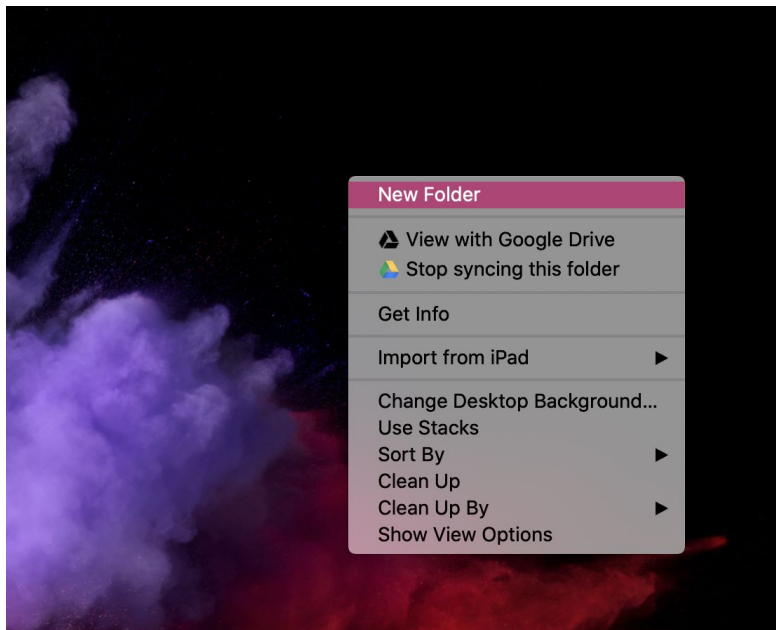 New Folder
View with Google Drive
Stop syncing this folder
Get Info
Import from iPad
Change Desktop Background...
Use Stacks
Sort By
Clean Up
Clean Up By
Show View Options